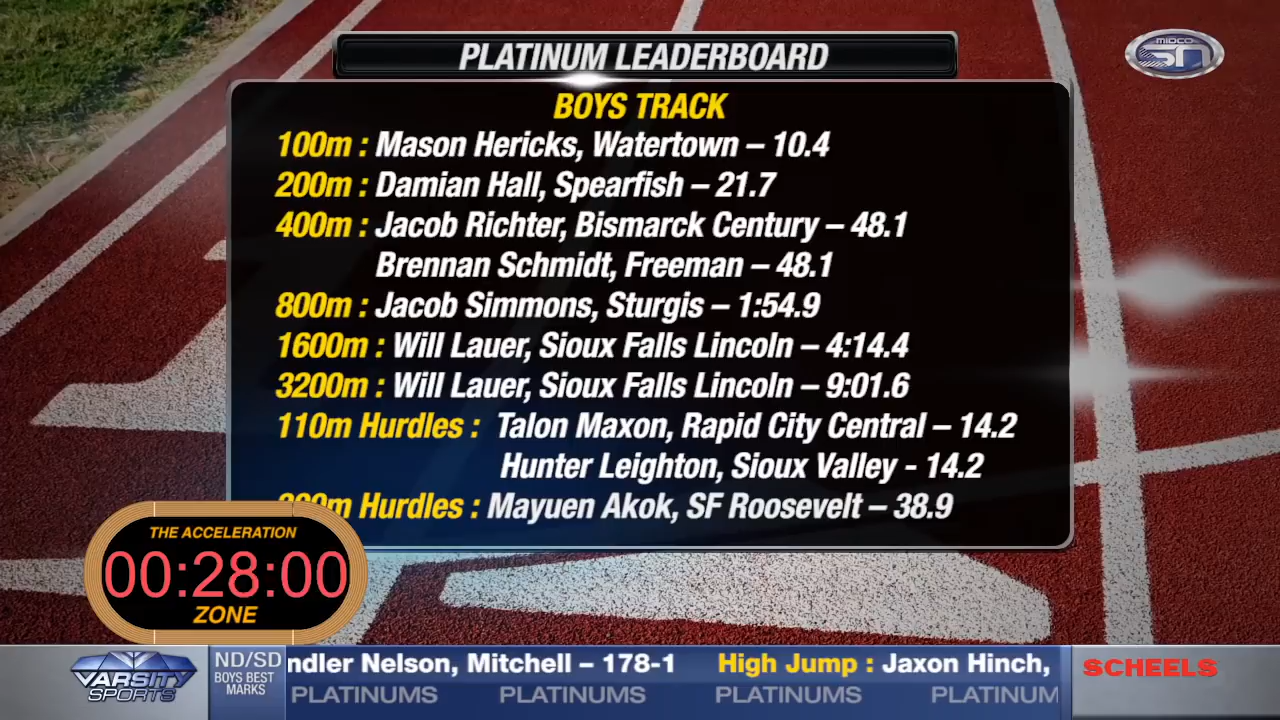 PLATINUM LEADERBOARD
MIDCO
SN
BOYS TRACK
100m : Mason Hericks, Watertown – 10.4
200m : Damian Hall, Spearfish – 21.7
400m : Jacob Richter, Bismarck Century – 48.1
Brennan Schmidt, Freeman – 48.1
800m : Jacob Simmons, Sturgis – 1:54.9
1600m : Will Lauer, Sioux Falls Lincoln – 4:14.4
3200m : Will Lauer, Sioux Falls Lincoln – 9:01.6
110m Hurdles : Talon Maxon, Rapid City Central – 14.2
Hunter Leighton, Sioux Valley - 14.2
Hurdles : Mayuen Akok, SF Roosevelt – 38.9
THE ACCELERATION
00:28:00
ZONE
VARSITY
SPORTS
ND/SD
BOYS BEST
MARKS
ndler Nelson, Mitchell – 178-1 High Jump : Jaxon Hinch,
PLATINUMS PLATINUMS PLATINUMS PLATINUM
SCHEELS